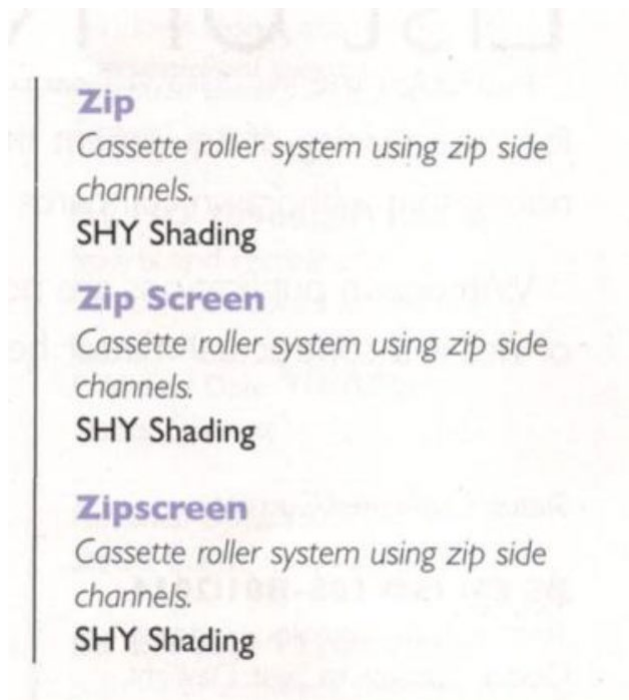 Zip
Cassette roller system using zip side
channels.
SHY Shading
Zip Screen
Cassette roller system using zip side
channels.
SHY Shading
Zipscreen
Cassette roller system using zip side
channels.
SHY Shading